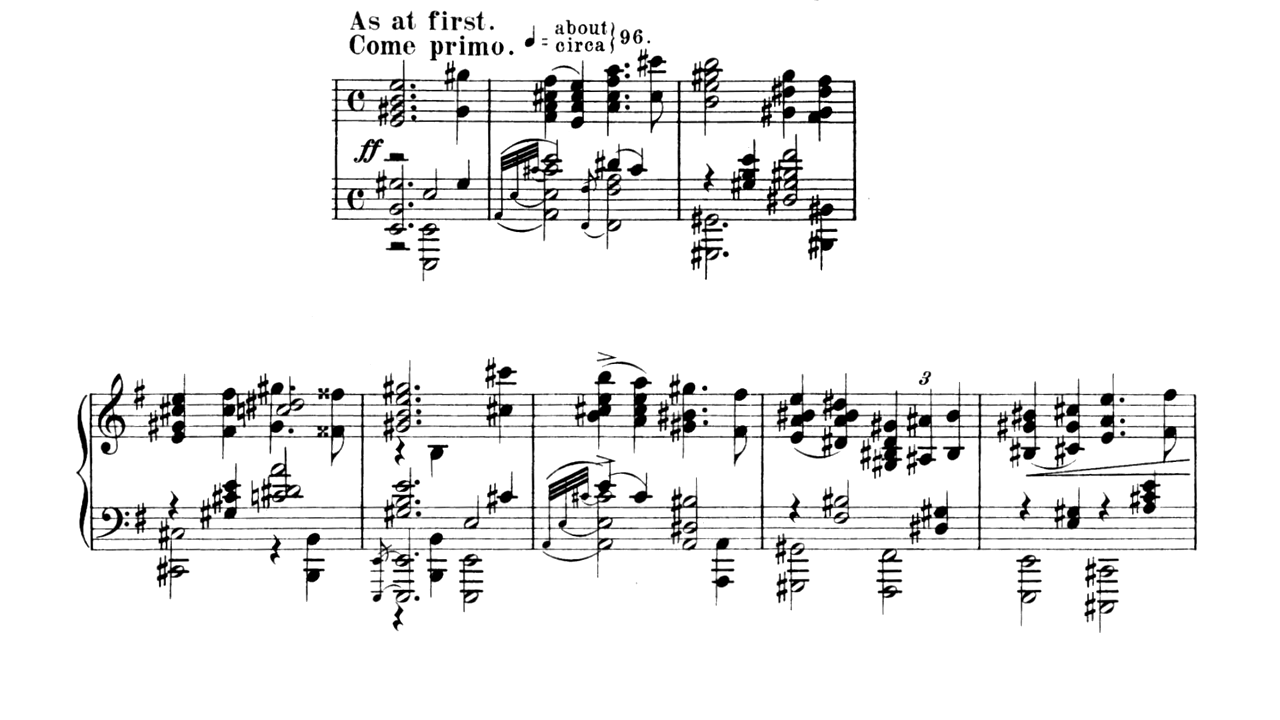 As at first.
Come primo. ♩ = about circa } 96.
ff
3